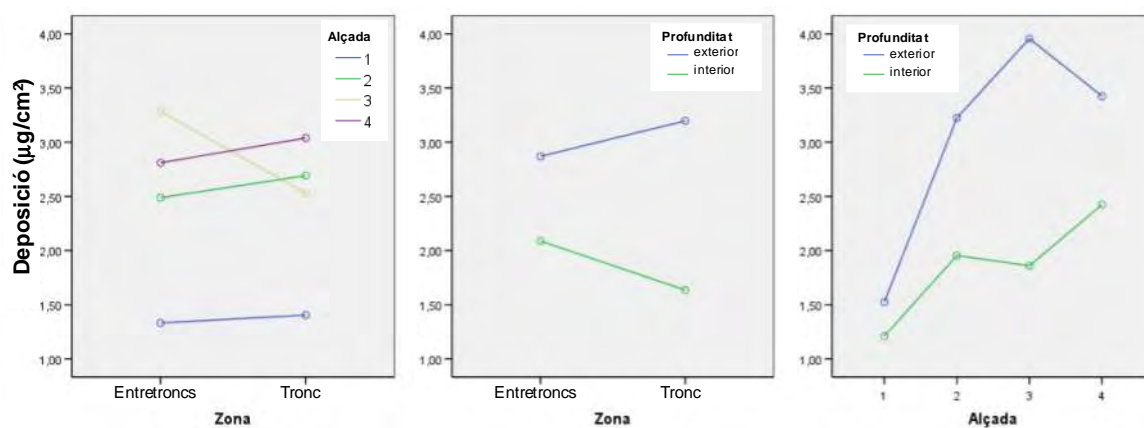 Deposició (µg/cm²)
4,00
3,50
3,00
2,50
2,00
1,50
1,00
Alçada
1
2
3
4
Entretroncs Tronc
Zona
4,00
3,50
3,00
2,50
2,00
1,50
1,00
Profunditat
exterior
interior
Entretroncs Tronc
Zona
4,00
3,50
3,00
2,50
2,00
1,50
1,00
Profunditat
exterior
interior
1 2 3 4
Alçada